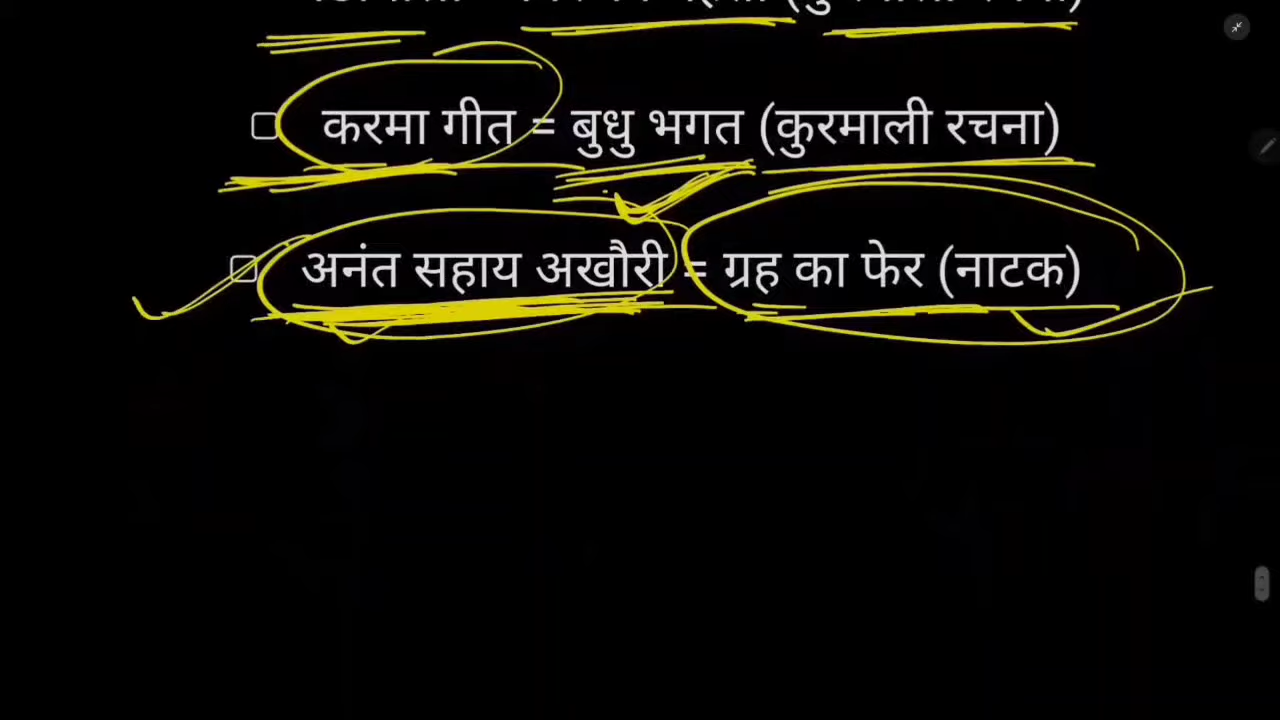 करमा गीत = बुधु भगत (कुरमाली रचना)
अनंत सहाय अखौरी = ग्रह का फेर (नाटक)